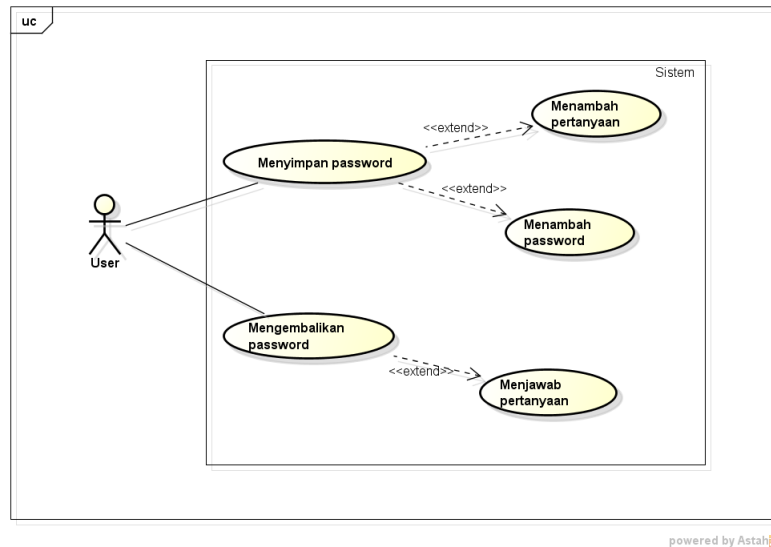 uc
Sistem
Menambah
pertanyaan
<<extend>>
Menyimpan password
<<extend>>
Menambah
password
User
Mengembalikan
password
<<extend>>
Menjawab
pertanyaan
powered by Astah